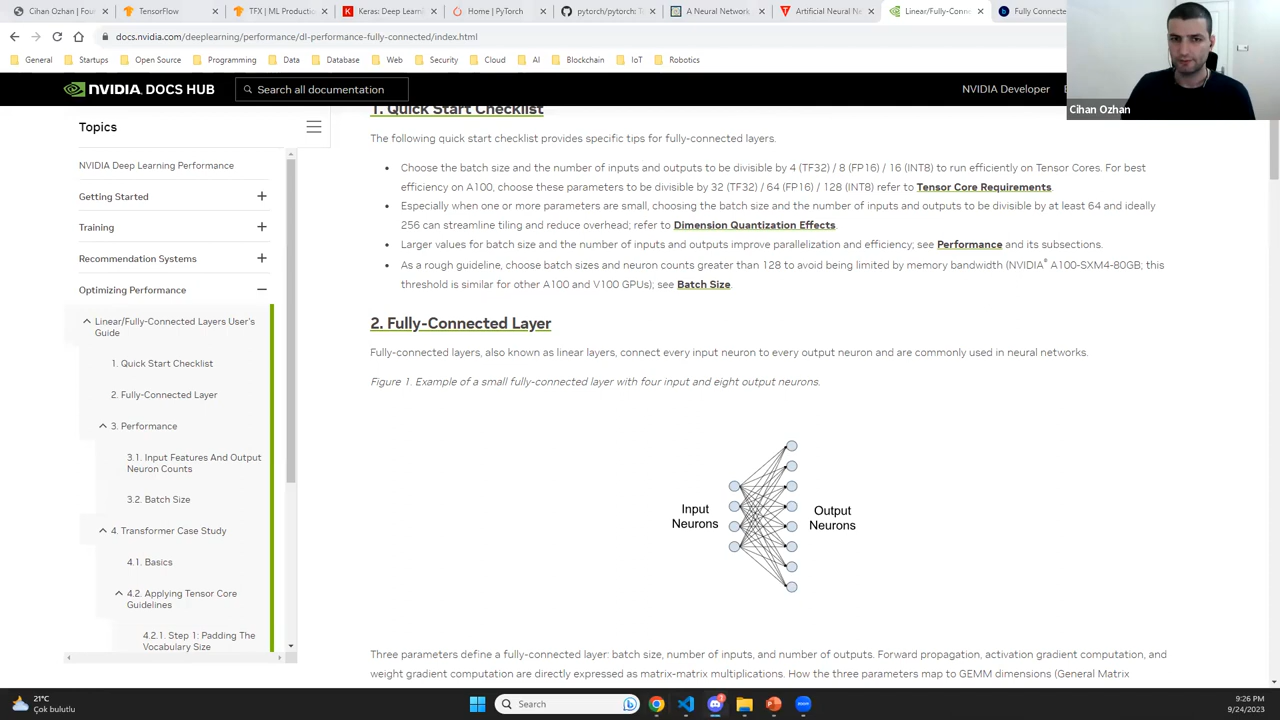 Cihan Ozhan |
TensorFlow
TFX | ML Production
Keras: Deep Learni
Home | PyTorch
pytorch/pytorch: T
A Neural Network
Artificial Neural Ne
Linear/Fully-Conne
Fully Connecte
docs.nvidia.com/deeplearning/performance/dl-performance-fully-connected/index.html
General
Startups
Open Source
Programming
Data
Database
Web
Security
Cloud
AI
Blockchain
IoT
Robotics
NVIDIA. DOCS HUB
Search all documentation
NVIDIA Developer
Cihan Ozhan
Topics
NVIDIA Deep Learning Performance
Getting Started
Training
Recommendation Systems
Optimizing Performance
Linear/Fully-Connected Layers User's
Guide
1. Quick Start Checklist
2. Fully-Connected Layer
3. Performance
3.1. Input Features And Output
Neuron Counts
3.2. Batch Size
4. Transformer Case Study
4.1. Basics
4.2. Applying Tensor Core
Guidelines
4.2.1. Step 1: Padding The
Vocabulary Size
1. Quick Start Checklist
The following quick start checklist provides specific tips for fully-connected layers.
• Choose the batch size and the number of inputs and outputs to be divisible by 4 (TF32) / 8 (FP16) / 16 (INT8) to run efficiently on Tensor Cores. For best
efficiency on A100, choose these parameters to be divisible by 32 (TF32) / 64 (FP16) / 128 (INT8) refer to Tensor Core Requirements.
• Especially when one or more parameters are small, choosing the batch size and the number of inputs and outputs to be divisible by at least 64 and ideally
256 can streamline tiling and reduce overhead; refer to Dimension Quantization Effects.
• Larger values for batch size and the number of inputs and outputs improve parallelization and efficiency; see Performance and its subsections.
• As a rough guideline, choose batch sizes and neuron counts greater than 128 to avoid being limited by memory bandwidth (NVIDIA® A100-SXM4-80GB; this
threshold is similar for other A100 and V100 GPUs); see Batch Size.
2. Fully-Connected Layer
Fully-connected layers, also known as linear layers, connect every input neuron to every output neuron and are commonly used in neural networks.
Figure 1. Example of a small fully-connected layer with four input and eight output neurons.
Input
Neurons
Output
Neurons
Three parameters define a fully-connected layer: batch size, number of inputs, and number of outputs. Forward propagation, activation gradient computation, and
weight gradient computation are directly expressed as matrix-matrix multiplications. How the three parameters map to GEMM dimensions (General Matrix
21°C
Çok bulutlu
Search
9:26 PM
9/24/2023